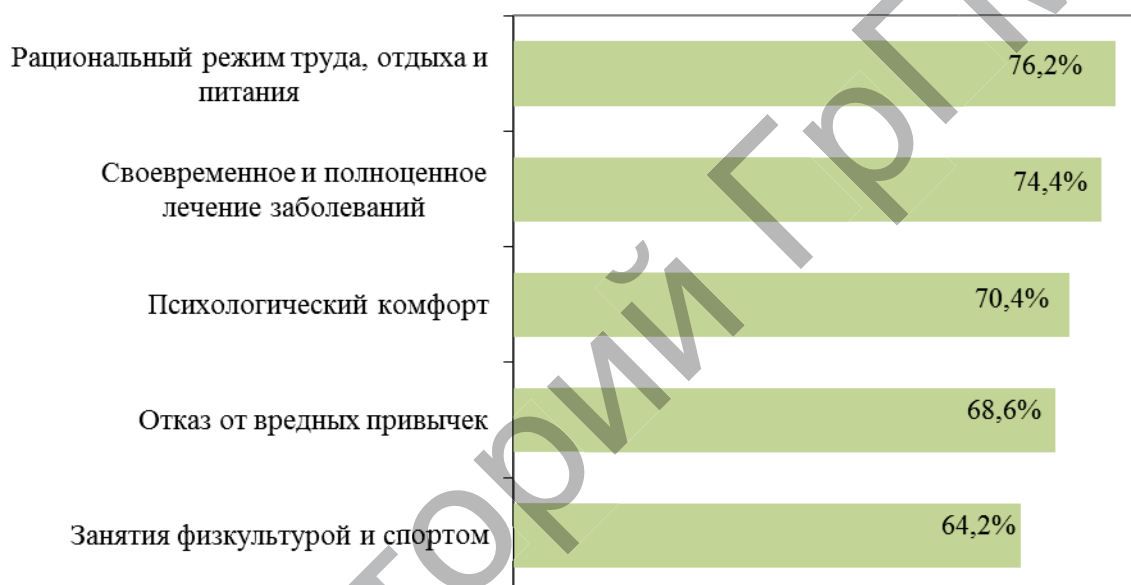 Рациональный режим труда, отдыха и
питания
76,2%
Своевременное и полноценное
лечение заболеваний
74,4%
Психологический комфорт
70,4%
Отказ от вредных привычек
68,6%
Занятия физкультурой и спортом
64,2%